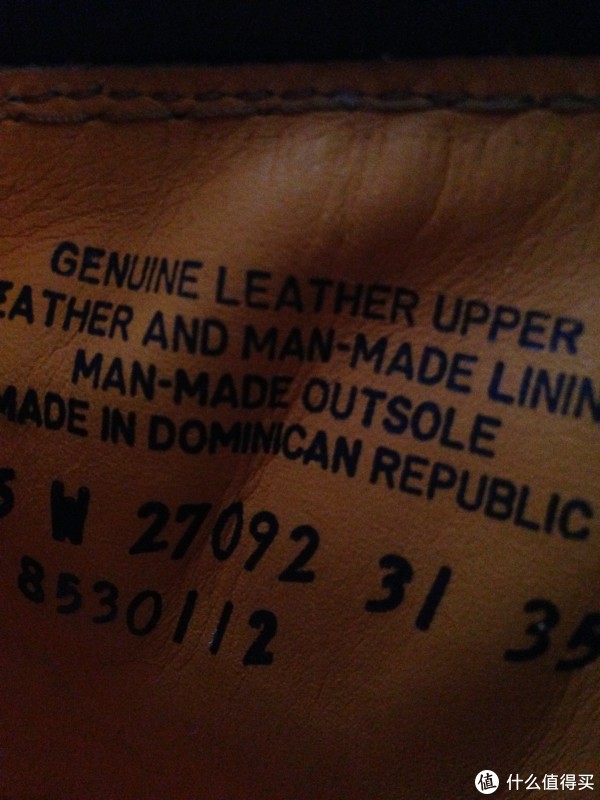 GENUINE LEATHER UPPER
EATHER AND MAN-MADE LININ
MAN-MADE OUTSOLE
MADE IN DOMINICAN REPUBLIC
5 W 27092 31 35
8530112
值 什么值得买